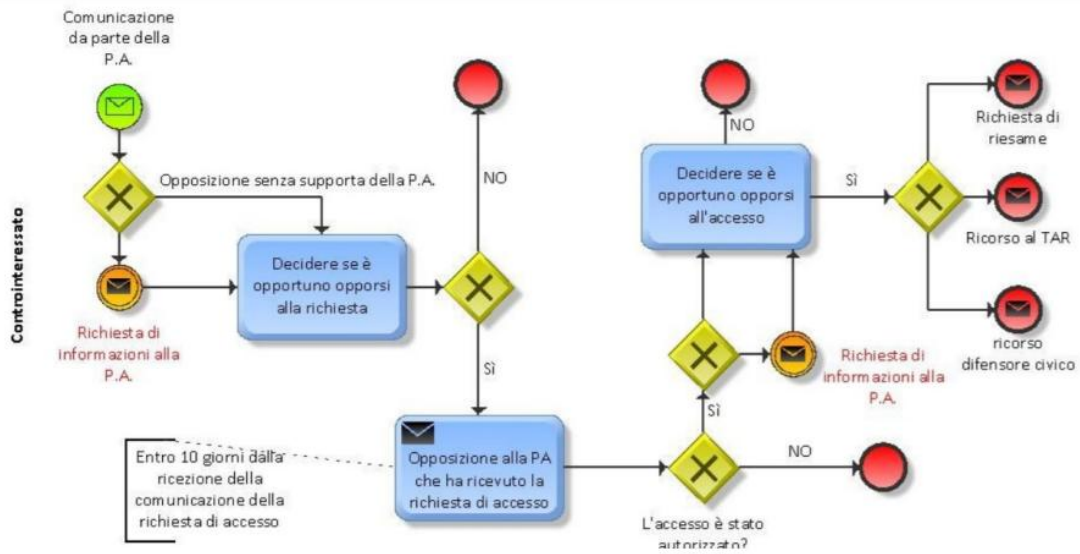 Comunicazione
da parte della
P.A.
Opposizione senza supporta della P.A.
Controinteressato
Richiesta di
informazioni alla
P.A.
Decidere se è
opportuno opporsi
alla richiesta
NO
Sì
Entro 10 giorni dalla
ricezione della
comunicazione della
richiesta di accesso
Opposizione alla PA
che ha ricevuto la
richiesta di accesso
L'accesso è stato
autorizzato?
NO
Sì
Richiesta di
informazioni alla
P.A.
Decidere se è
opportuno opporsi
all'accesso
NO
Sì
Richiesta di
riesame
Ricorso al TAR
ricorso
difensore civico